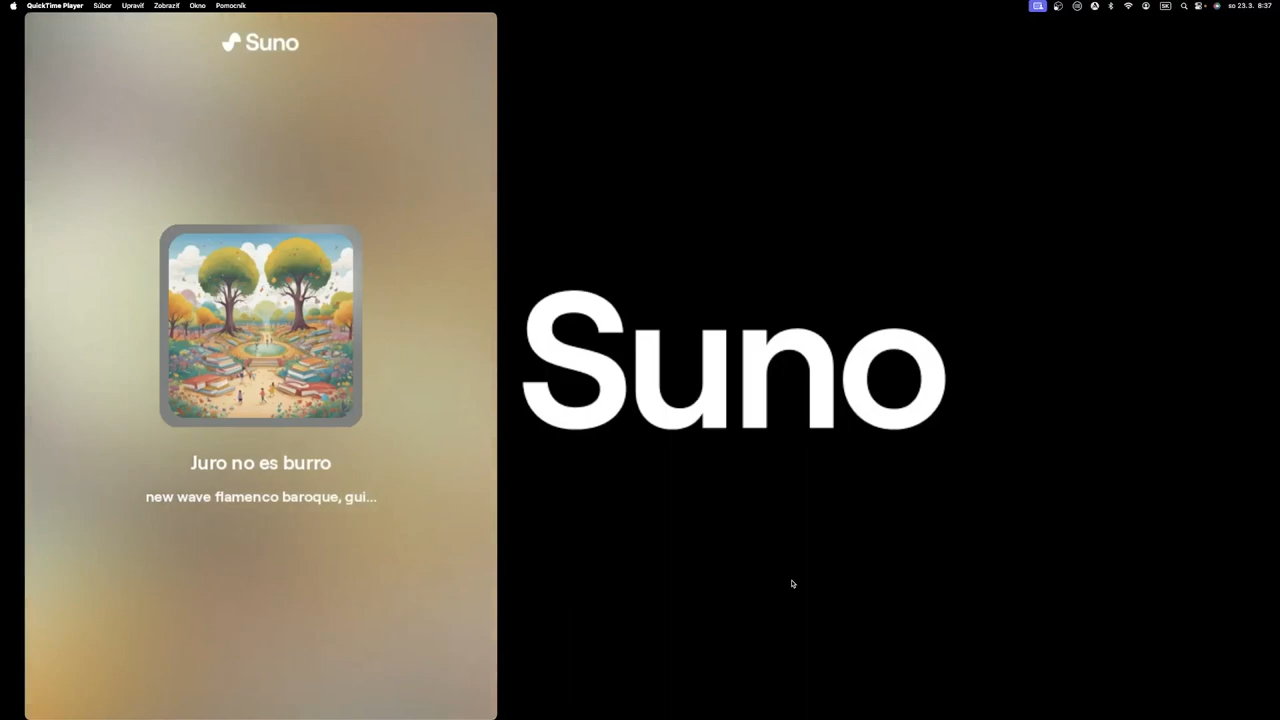 QuickTime Player Súbor Upraviť Zobraziť Okno Pomocník
SK so 23.3. 8:37
Suno
Juro no es burro
new wave flamenco baroque, gui...
Suno